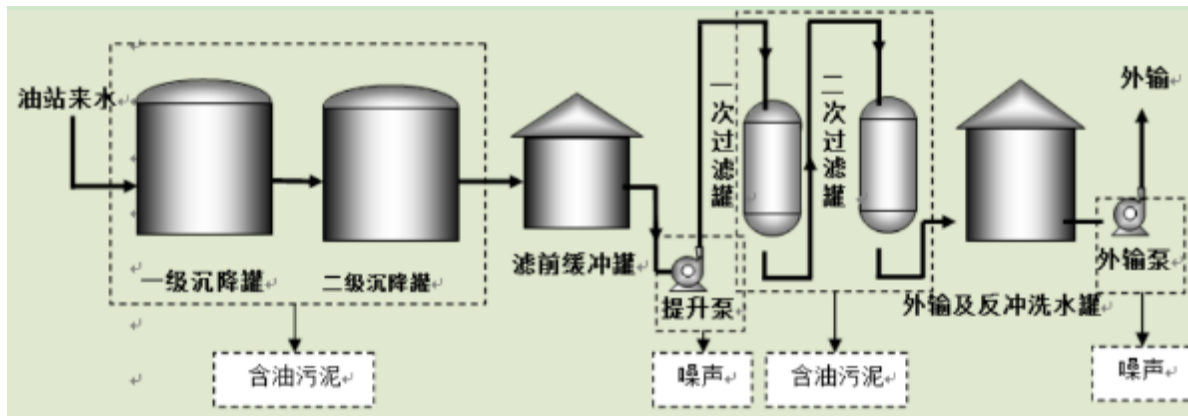 油站来水
一级沉降罐
二级沉降罐
含油污泥
滤前缓冲罐
提升泵
噪声
一次过滤罐
二次过滤罐
含油污泥
外输及反冲洗水罐
外输
外输泵
噪声